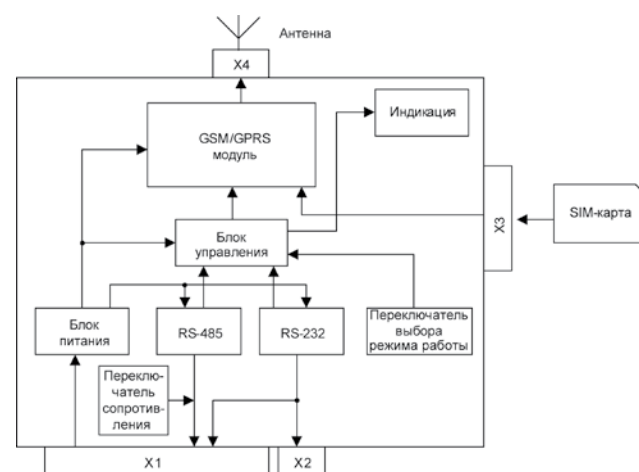 Антенна
X4
GSM/GPRS
модуль
Индикация
X3
SIM-карта
Блок
управления
Блок
питания
RS-485
RS-232
Переключатель
выбора
режима работы
Переклю-
чатель
сопротив-
ления
X1
X2